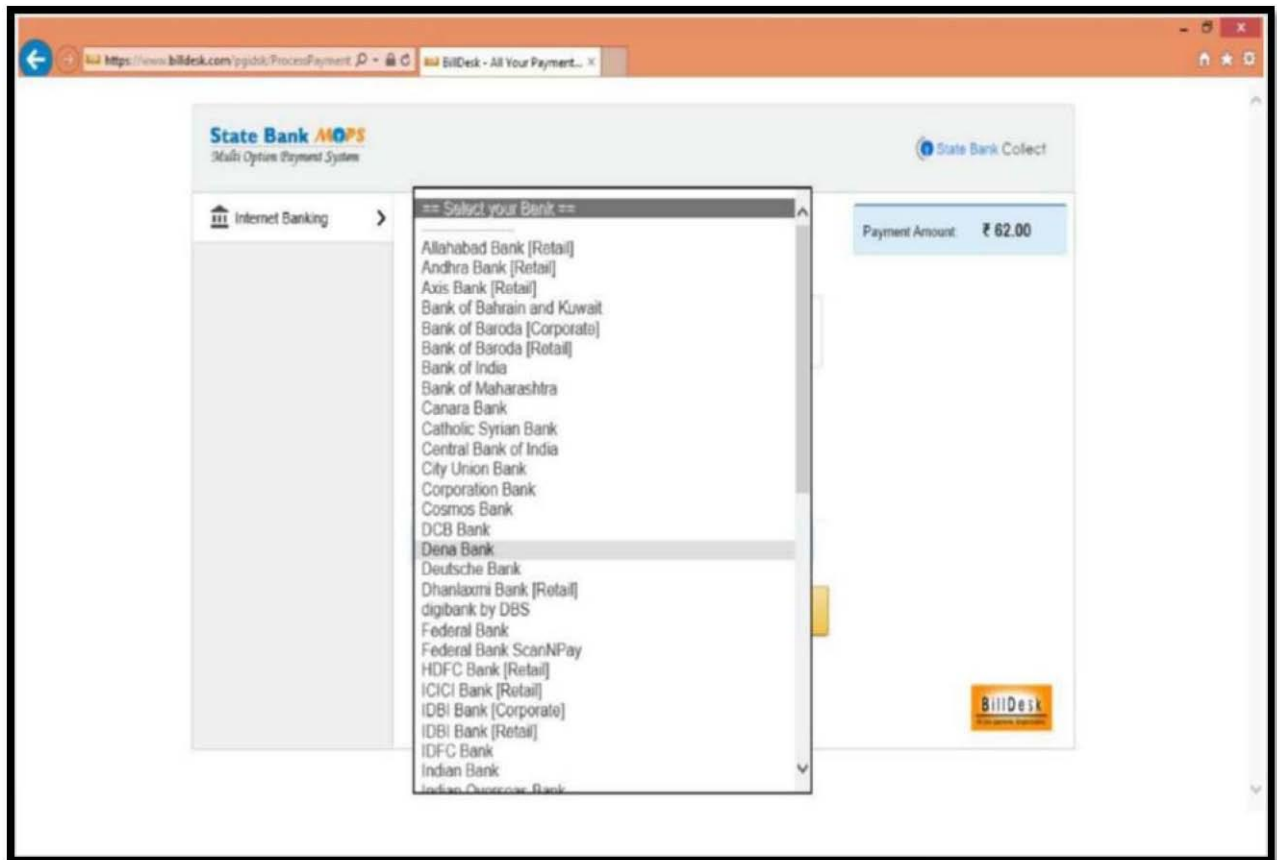 https://www.billdesk.com/pgidsk/ProcessPayment
BillDesk - All Your Payment...
State Bank MOPS
Multi Option Payment System
State Bank Collect
Internet Banking
Payment Amount: ₹ 62.00
== Select your Bank ==
--------------------
Allahabad Bank [Retail]
Andhra Bank [Retail]
Axis Bank [Retail]
Bank of Bahrain and Kuwait
Bank of Baroda [Corporate]
Bank of Baroda [Retail]
Bank of India
Bank of Maharashtra
Canara Bank
Catholic Syrian Bank
Central Bank of India
City Union Bank
Corporation Bank
Cosmos Bank
DCB Bank
Dena Bank
Deutsche Bank
Dhanlaxmi Bank [Retail]
digibank by DBS
Federal Bank
Federal Bank ScanNPay
HDFC Bank [Retail]
ICICI Bank [Retail]
IDBI Bank [Corporate]
IDBI Bank [Retail]
IDFC Bank
Indian Bank
Indian Overseas Bank
BillDesk